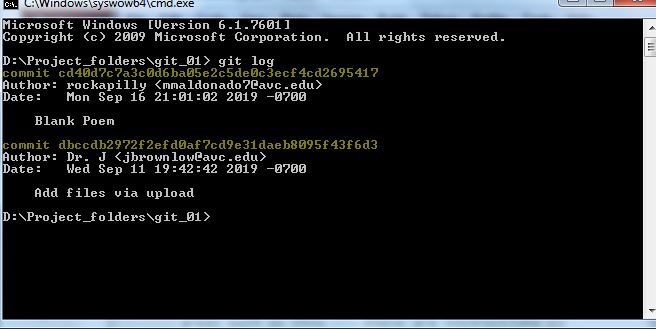 C:\Windows\syswow64\cmd.exe
Microsoft Windows [Version 6.1.7601]
Copyright (c) 2009 Microsoft Corporation.  All rights reserved.
D:\Project_folders\git_01> git log
commit cd40d7c7a3c0d6ba05e2c5de0c3ecf4cd2695417
Author: rockapilly <mmaldonado7@avc.edu>
Date:   Mon Sep 16 21:01:02 2019 -0700
Blank Poem
commit dbccdb2972f2efd0af7cd9e31daeb8095f43f6d3
Author: Dr. J <jbrownlow@avc.edu>
Date:   Wed Sep 11 19:42:42 2019 -0700
Add files via upload
D:\Project_folders\git_01>